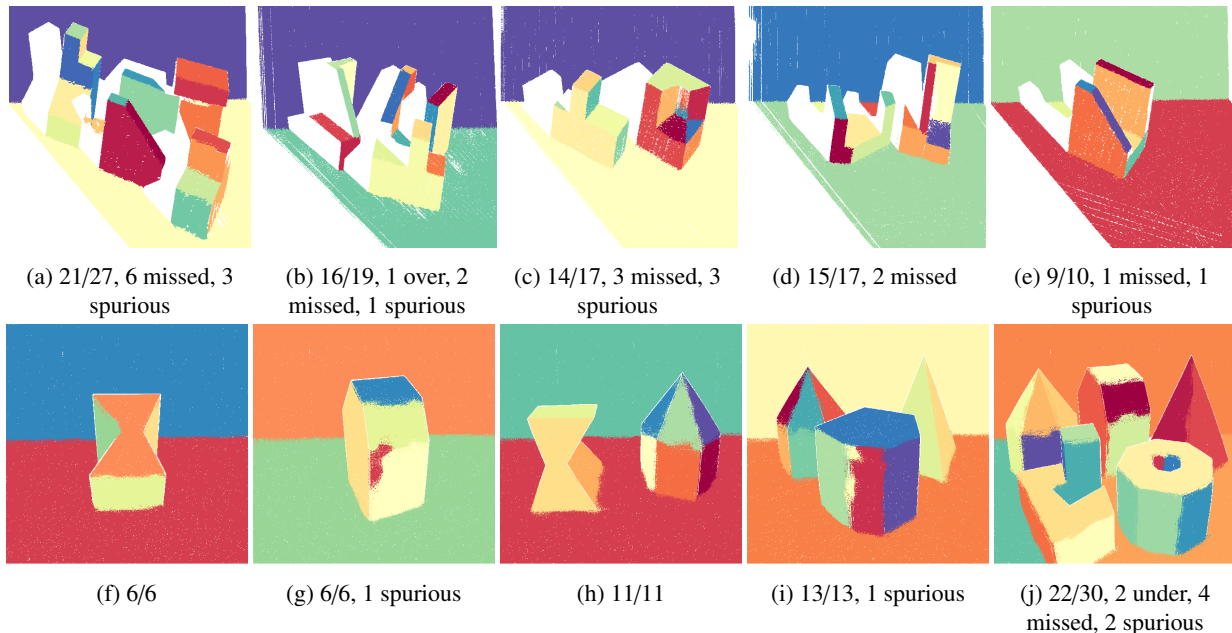 (a) 21/27, 6 missed, 3
spurious
(b) 16/19, 1 over, 2
missed, 1 spurious
(c) 14/17, 3 missed, 3
spurious
(d) 15/17, 2 missed
(e) 9/10, 1 missed, 1
spurious
(f) 6/6
(g) 6/6, 1 spurious
(h) 11/11
(i) 13/13, 1 spurious
(j) 22/30, 2 under, 4
missed, 2 spurious